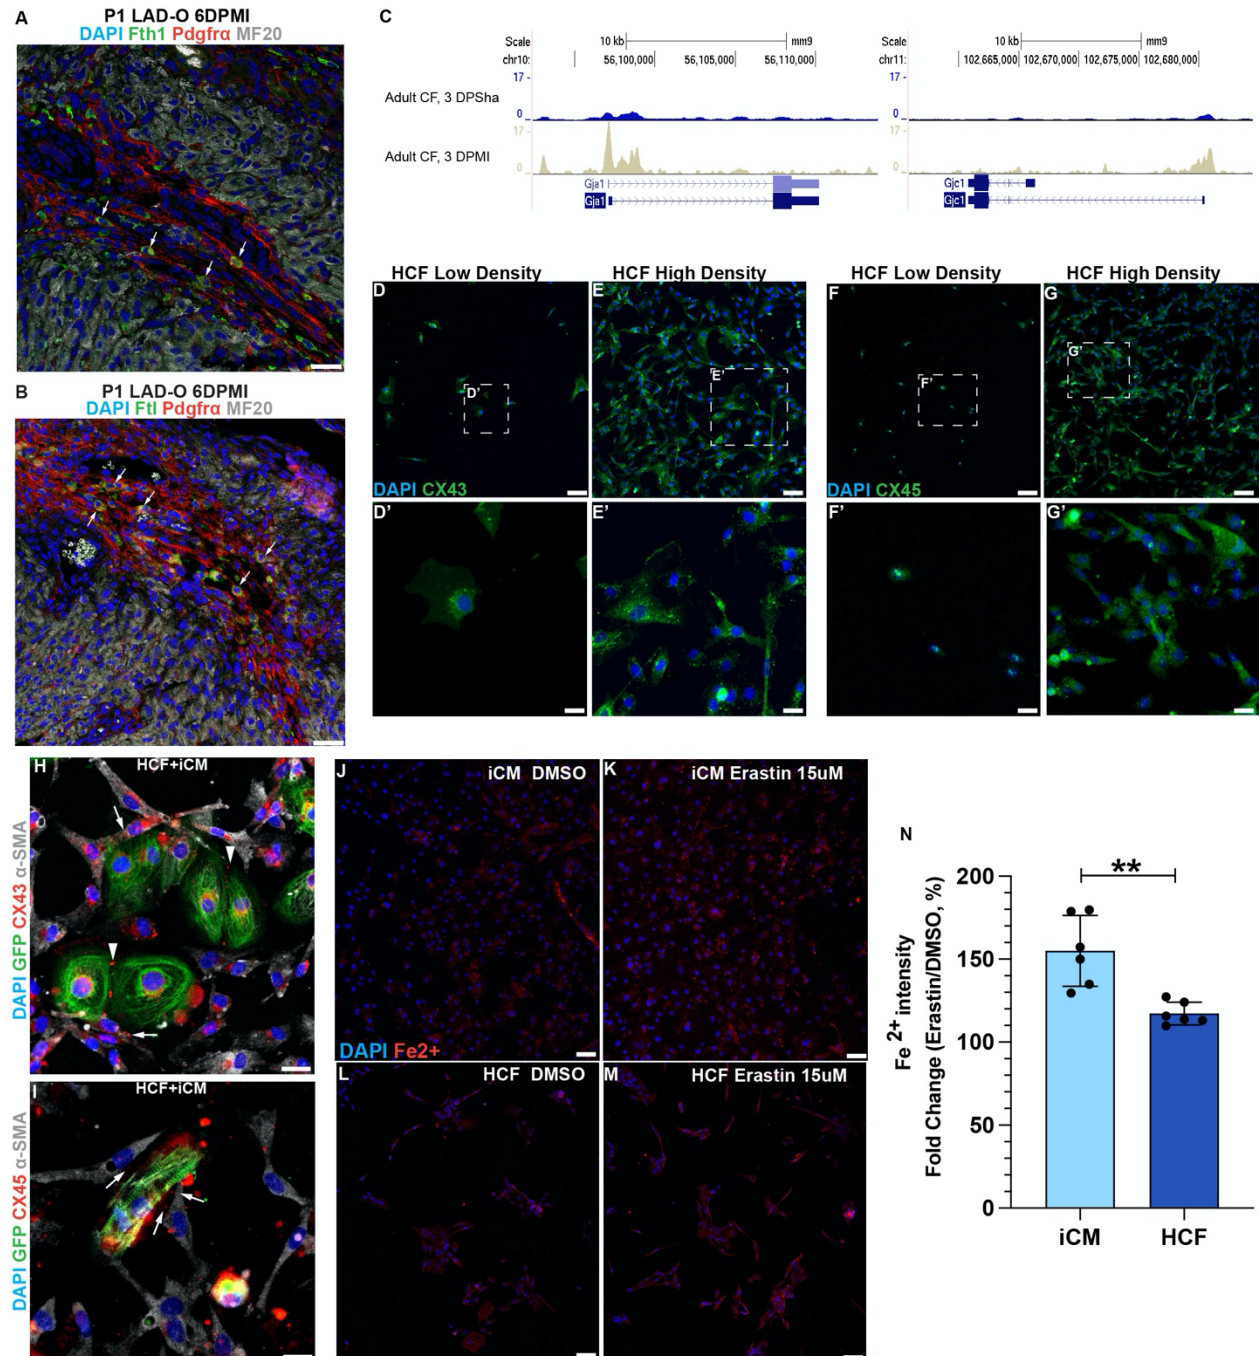 A
P1 LAD-O 6DPMI
DAPI Fth1 Pdgfrα MF20
B
P1 LAD-O 6DPMI
DAPI Ftl Pdgfrα MF20
C
Scale 10 kb mm9
chr10: 56,100,000 56,105,000 56,110,000
17 -
Adult CF, 3 DPSha
0 _
17 -
Adult CF, 3 DPMI
0 _
Gja1
Gja1
Scale 10 kb mm9
chr11: 102,665,000 102,670,000 102,675,000 102,680,000
17 -
0 _
17 -
0 _
Gjc1
Gjc1
HCF Low Density HCF High Density HCF Low Density HCF High Density
D E F G
D' E' F' G'
DAPI CX43 DAPI CX45
D' E' F' G'
H HCF+iCM
DAPI GFP CX43 α-SMA
I HCF+iCM
DAPI GFP CX45 α-SMA
J iCM DMSO
K iCM Erastin 15uM
DAPI Fe2+
L HCF DMSO
M HCF Erastin 15uM
N
Fe 2+ intensity
Fold Change (Erastin/DMSO, %)
**
200
150
100
50
0
iCM HCF